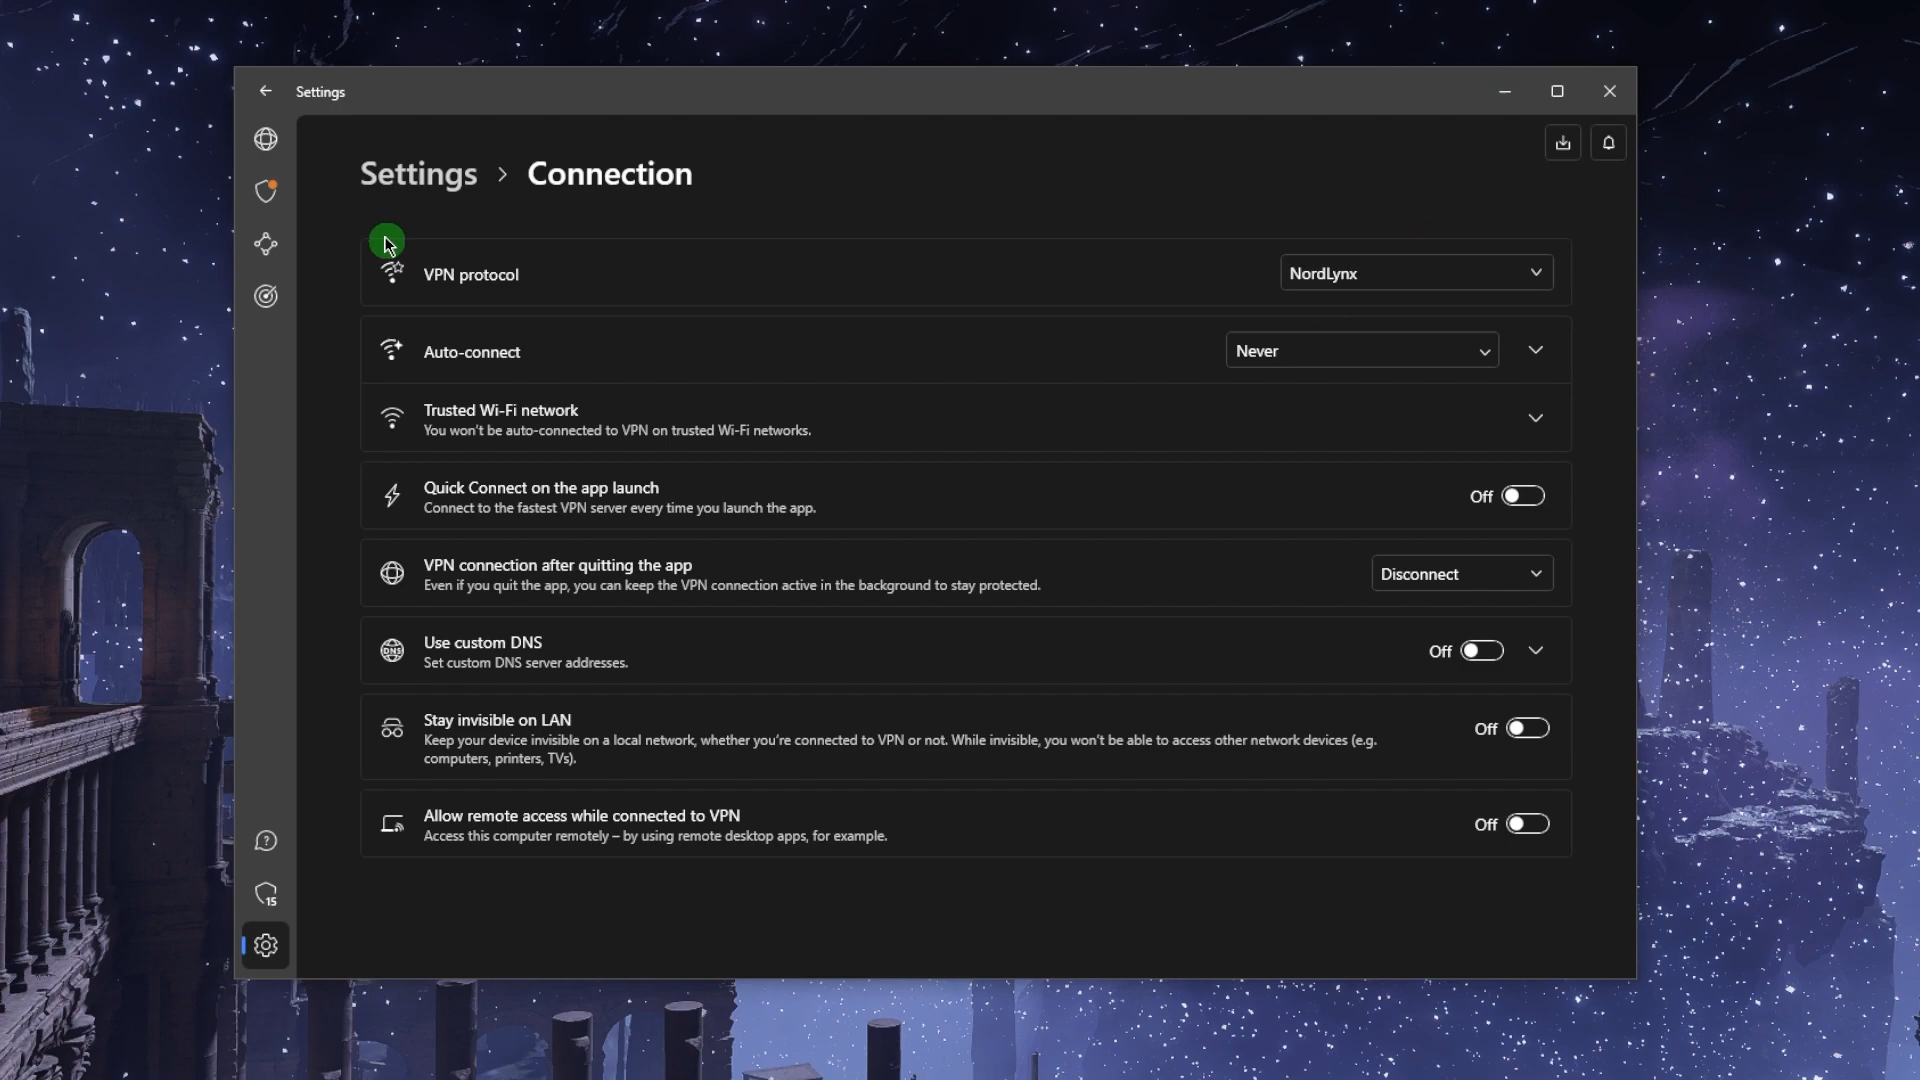 Settings
Settings > Connection
VPN protocol
NordLynx
Auto-connect
Never
Trusted Wi-Fi network
You won't be auto-connected to VPN on trusted Wi-Fi networks.
Quick Connect on the app launch
Connect to the fastest VPN server every time you launch the app.
Off
VPN connection after quitting the app
Even if you quit the app, you can keep the VPN connection active in the background to stay protected.
Disconnect
DNS
Use custom DNS
Set custom DNS server addresses.
Off
Stay invisible on LAN
Keep your device invisible on a local network, whether you're connected to VPN or not. While invisible, you won't be able to access other network devices (e.g.
computers, printers, TVs).
Off
Allow remote access while connected to VPN
Access this computer remotely – by using remote desktop apps, for example.
Off
15